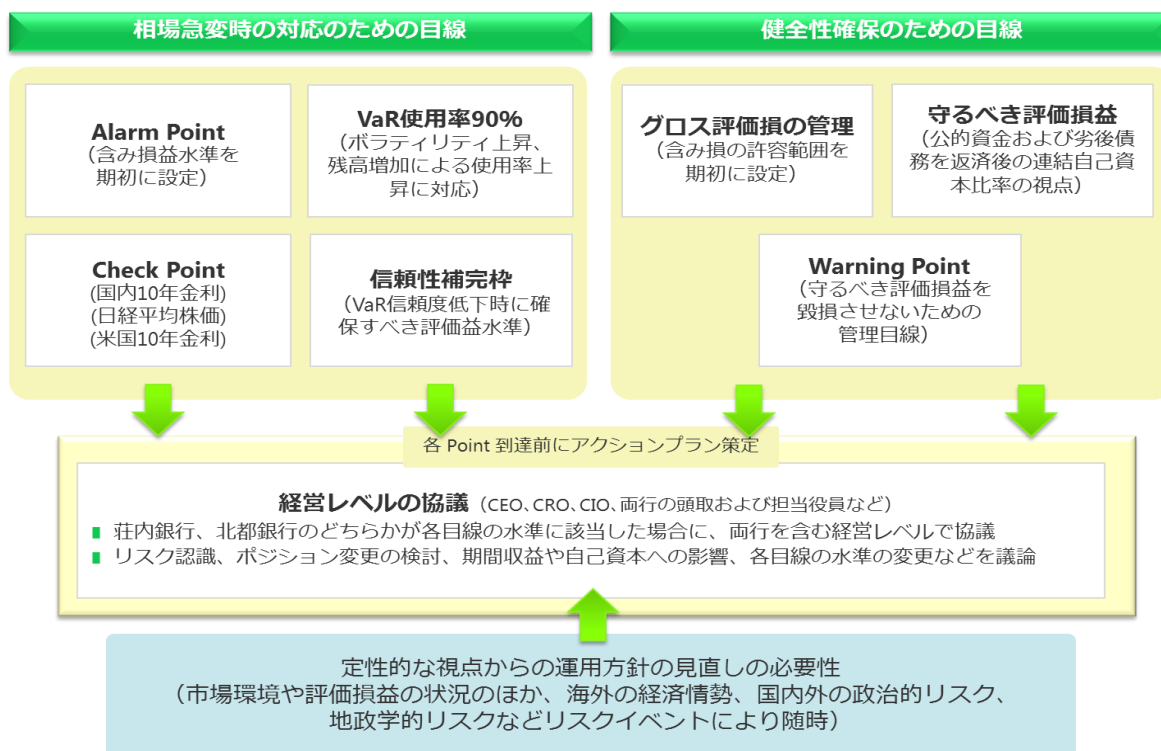 相場急変時の対応のための目線
健全性確保のための目線
Alarm Point
（含み損益水準を
期初に設定）
VaR使用率90%
（ボラティリティ上昇、
残高増加による使用率上
昇に対応）
Check Point
(国内10年金利)
(日経平均株価)
(米国10年金利)
信頼性補完枠
（VaR信頼度低下時に確
保すべき評価益水準）
グロス評価損の管理
（含み損の許容範囲を
期初に設定）
守るべき評価損益
（公的資金および劣後債
務を返済後の連結自己資
本比率の視点）
Warning Point
（守るべき評価損益を
毀損させないための
管理目線）
各 Point 到達前にアクションプラン策定
経営レベルの協議（CEO、CRO、CIO、両行の頭取および担当役員など）
■ 荘内銀行、北都銀行のどちらかが各目線の水準に該当した場合に、両行を含む経営レベルで協議
■ リスク認識、ポジション変更の検討、期間収益や自己資本への影響、各目線の水準の変更などを議論
定性的な視点からの運用方針の見直しの必要性
（市場環境や評価損益の状況のほか、海外の経済情勢、国内外の政治的リスク、
地政学的リスクなどリスクイベントにより随時）